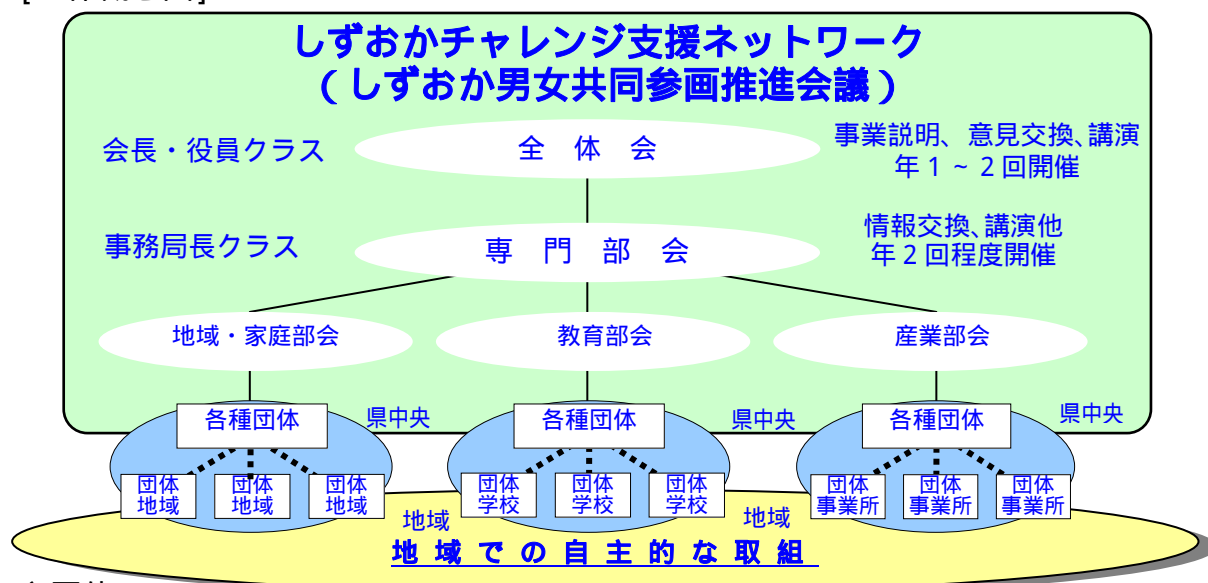 しずおかチャレンジ支援ネットワーク
（しずおか男女共同参画推進会議）
会長・役員クラス
全体会
事業説明、意見交換、講演
年１～２回開催
事務局長クラス
専門部会
情報交換、講演他
年２回程度開催
地域・家庭部会
教育部会
産業部会
各種団体
県中央
各種団体
県中央
各種団体
県中央
団体
地域
団体
地域
団体
地域
団体
学校
団体
学校
団体
学校
団体
事業所
団体
事業所
団体
事業所
地域
地域
地域での自主的な取組